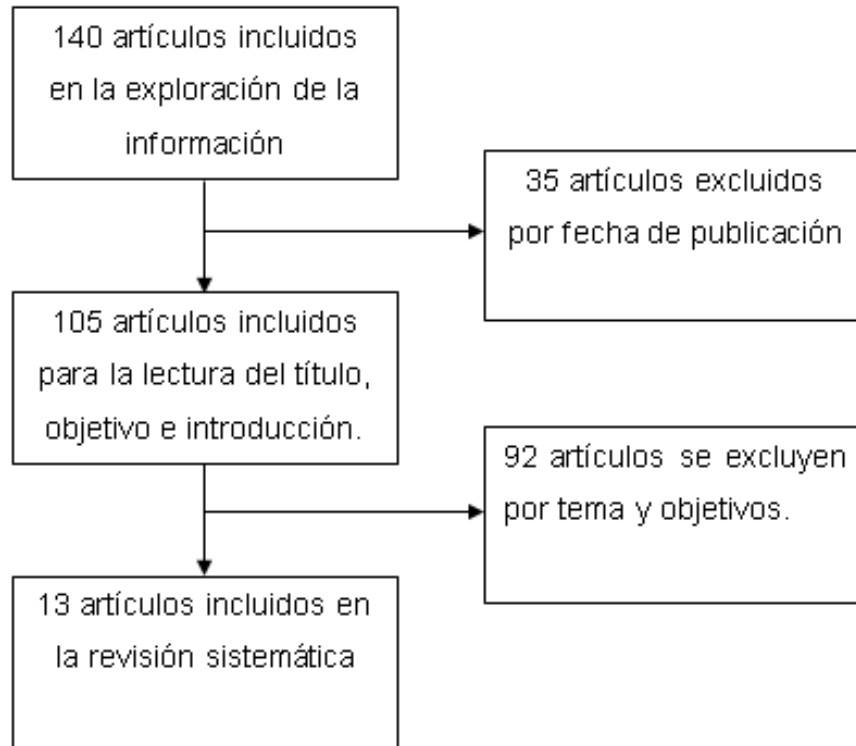 140 artículos incluidos
en la exploración de la
información
35 artículos excluidos
por fecha de publicación
105 artículos incluidos
para la lectura del título,
objetivo e introducción.
92 artículos se excluyen
por tema y objetivos.
13 artículos incluidos en
la revisión sistemática